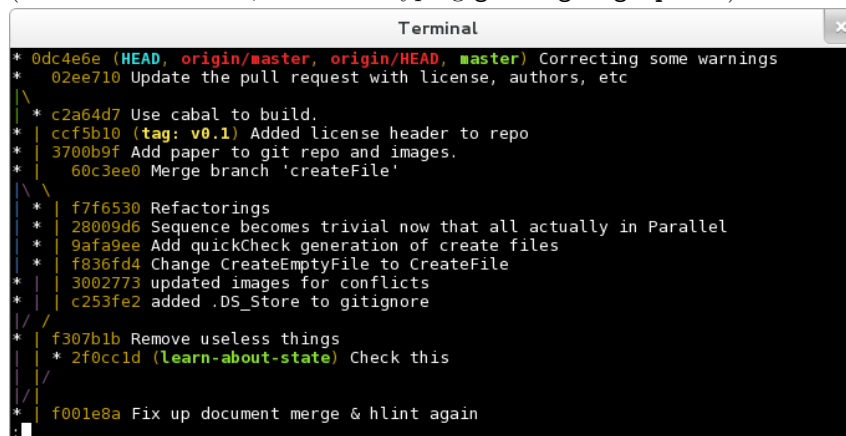 Terminal
* 0dc4e6e (HEAD, origin/master, origin/HEAD, master) Correcting some warnings
*   02ee710 Update the pull request with license, authors, etc
|\
| * c2a64d7 Use cabal to build.
* | ccf5b10 (tag: v0.1) Added license header to repo
* | 3700b9f Add paper to git repo and images.
* |   60c3ee0 Merge branch 'createFile'
|\ \
| * | f7f6530 Refactorings
| * | 28009d6 Sequence becomes trivial now that all actually in Parallel
| * | 9afa9ee Add quickCheck generation of create files
| * | f836fd4 Change CreateEmptyFile to CreateFile
* | | 3002773 updated images for conflicts
* | | c253fe2 added .DS_Store to gitignore
|/ /
* | f307b1b Remove useless things
| | * 2f0cc1d (learn-about-state) Check this
| |/
|/|
* | f001e8a Fix up document merge & hlint again
: